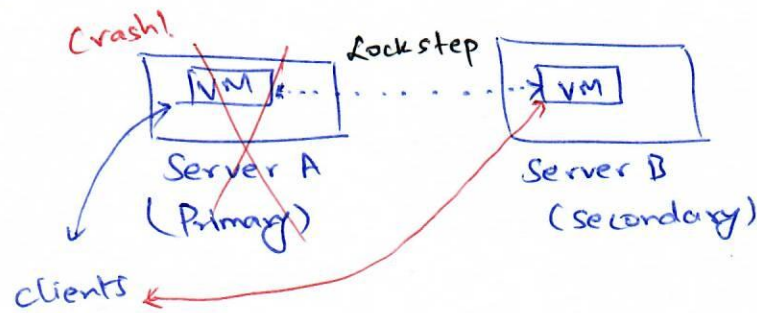 Crash!
Lockstep
VM
VM
Server A
(Primary)
Server B
(Secondary)
clients